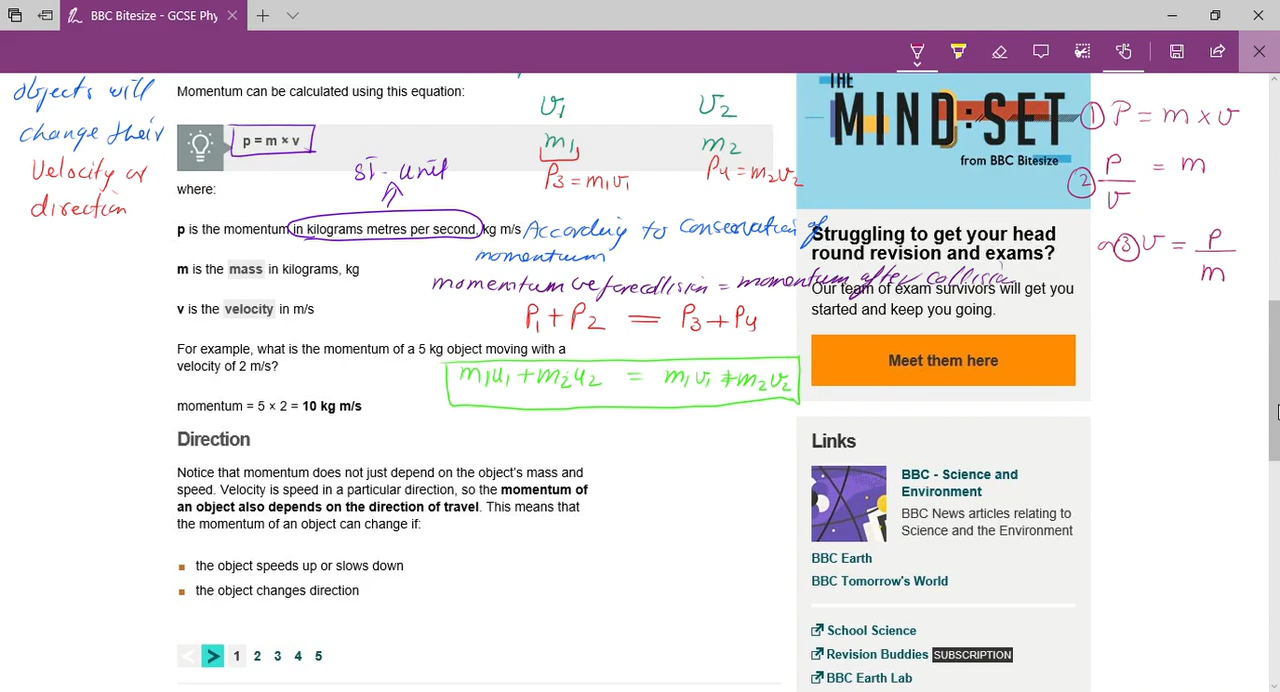 BBC Bitesize - GCSE Phy
objects will
change their
velocity or
direction
Momentum can be calculated using this equation:
p = m × v
v1 v2
m1 m2
P3 = m1v1 P4 = m2v2
SI-unit
where:
p is the momentum in kilograms metres per second, kg m/s
According to conservation of
momentum
m is the mass in kilograms, kg
momentum before collision = momentum after collision
v is the velocity in m/s
P1 + P2 = P3 + P4
For example, what is the momentum of a 5 kg object moving with a
velocity of 2 m/s?
m1u1 + m2u2 = m1v1 + m2v2
momentum = 5 × 2 = 10 kg m/s
Direction
Notice that momentum does not just depend on the object's mass and
speed. Velocity is speed in a particular direction, so the momentum of
an object also depends on the direction of travel. This means that
the momentum of an object can change if:
the object speeds up or slows down
the object changes direction
1 2 3 4 5
THE
MIND:SET
from BBC Bitesize
Struggling to get your head
round revision and exams?
Our team of exam survivors will get you
started and keep you going.
Meet them here
Links
BBC - Science and
Environment
BBC News articles relating to
Science and the Environment
BBC Earth
BBC Tomorrow's World
School Science
Revision Buddies SUBSCRIPTION
BBC Earth Lab
① P = m × v
② P/v = m
③ v = P/m